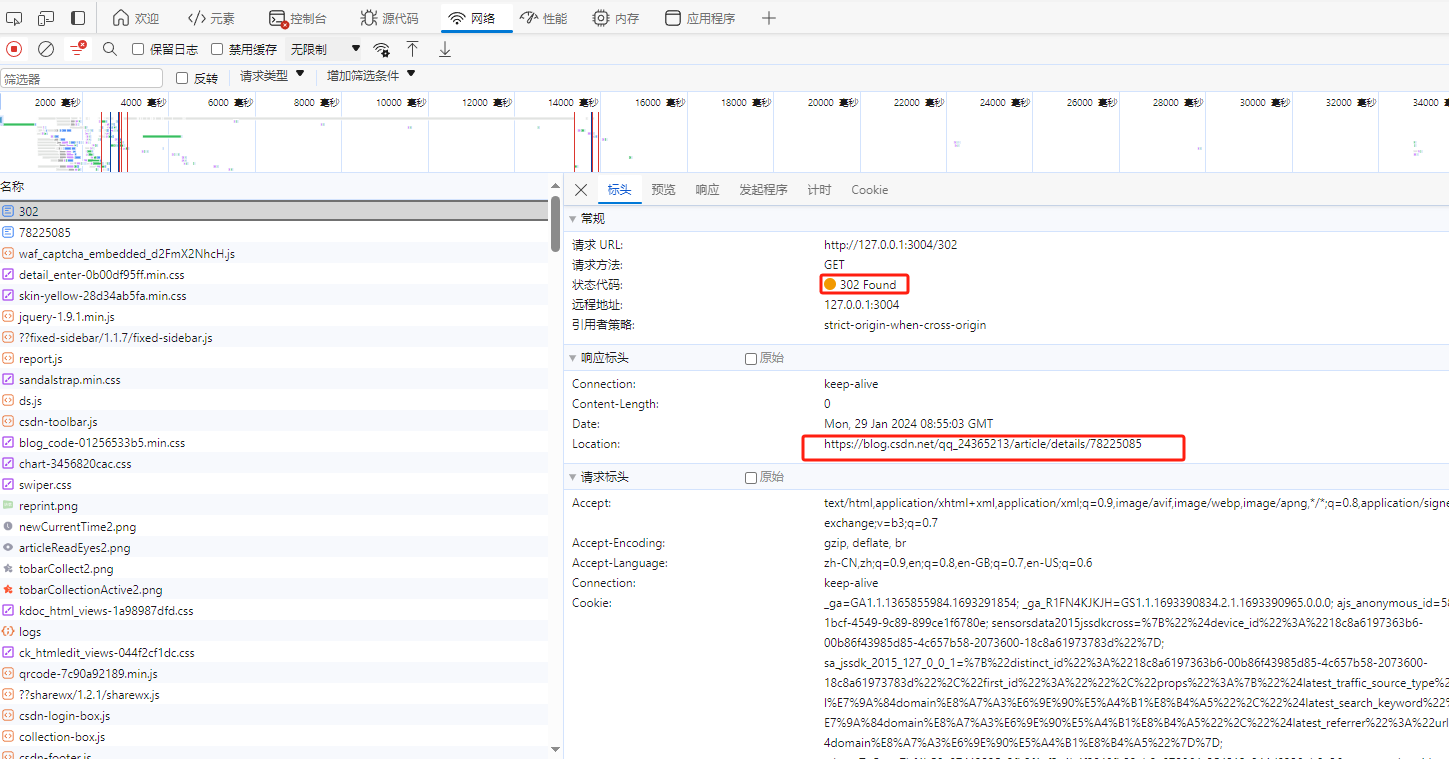 欢迎 元素 控制台 源代码 网络 性能 内存 应用程序
保留日志 禁用缓存 无限制
筛选器 反转 请求类型 增加筛选条件
2000 毫秒 4000 毫秒 6000 毫秒 8000 毫秒 10000 毫秒 12000 毫秒 14000 毫秒 16000 毫秒 18000 毫秒 20000 毫秒 22000 毫秒 24000 毫秒 26000 毫秒 28000 毫秒 30000 毫秒 32000 毫秒 34000
名称
302
78225085
waf_captcha_embedded_d2FmX2NhcH.js
detail_enter-0b00df95ff.min.css
skin-yellow-28d34ab5fa.min.css
jquery-1.9.1.min.js
??fixed-sidebar/1.1.7/fixed-sidebar.js
report.js
sandalstrap.min.css
ds.js
csdn-toolbar.js
blog_code-01256533b5.min.css
chart-3456820cac.css
swiper.css
reprint.png
newCurrentTime2.png
articleReadEyes2.png
tobarCollect2.png
tobarCollectionActive2.png
kdoc_html_views-1a98987dfd.css
logs
ck_htmledit_views-044f2cf1dc.css
qrcode-7c90a92189.min.js
??sharewx/1.2.1/sharewx.js
csdn-login-box.js
collection-box.js
csdn-footer.js
标头 预览 响应 发起程序 计时 Cookie
常规
请求 URL: http://127.0.0.1:3004/302
请求方法: GET
状态代码: 302 Found
远程地址: 127.0.0.1:3004
引用者策略: strict-origin-when-cross-origin
响应标头 原始
Connection: keep-alive
Content-Length: 0
Date: Mon, 29 Jan 2024 08:55:03 GMT
Location: https://blog.csdn.net/qq_24365213/article/details/78225085
请求标头 原始
Accept: text/html,application/xhtml+xml,application/xml;q=0.9,image/avif,image/webp,image/apng,*/*;q=0.8,application/signe
exchange;v=b3;q=0.7
Accept-Encoding: gzip, deflate, br
Accept-Language: zh-CN,zh;q=0.9,en;q=0.8,en-GB;q=0.7,en-US;q=0.6
Connection: keep-alive
Cookie: _ga=GA1.1.1365855984.1693291854; _ga_R1FN4KJKJH=GS1.1.1693390834.2.1.1693390965.0.0.0; ajs_anonymous_id=58
1bcf-4549-9c89-899ce1f6780e; sensorsdata2015jssdkcross=%7B%22%24device_id%22%3A%2218c8a6197363b6-
00b86f43985d85-4c657b58-2073600-18c8a61973783d%22%7D;
sa_jssdk_2015_127_0_0_1=%7B%22distinct_id%22%3A%2218c8a6197363b6-00b86f43985d85-4c657b58-2073600-
18c8a61973783d%22%2C%22first_id%22%3A%22%22%2C%22props%22%3A%7B%22%24latest_traffic_source_type%2
l%E7%9A%84domain%E8%A7%A3%E6%9E%90%E5%A4%B1%E8%B4%A5%22%2C%22%24latest_search_keyword%22%
E7%9A%84domain%E8%A7%A3%E6%9E%90%E5%A4%B1%E8%B4%A5%22%2C%22%24latest_referrer%22%3A%22url
4domain%E8%A7%A3%E6%9E%90%E5%A4%B1%E8%B4%A5%22%7D%7D;